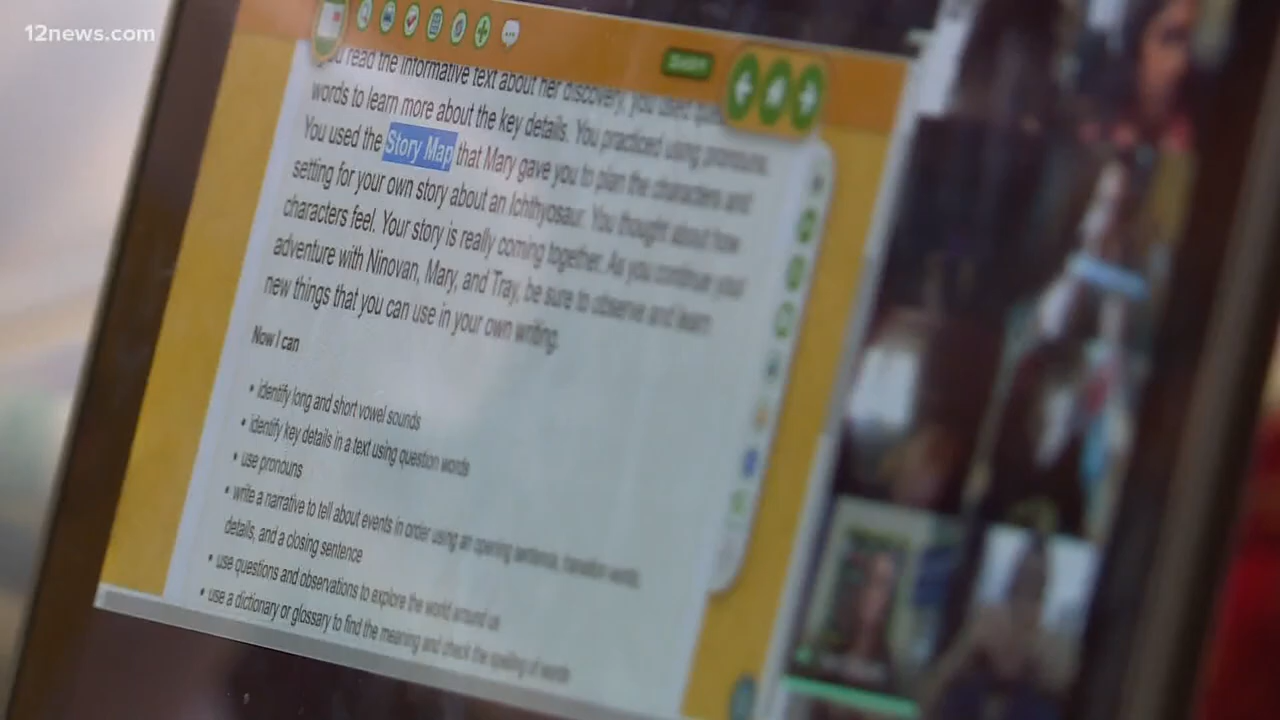 12news.com
read the informative text about her discovery, you used
words to learn more about the key details. You practiced using pronouns.
You used the Story Map that Mary gave you to plan the characters and
setting for your own story about an Ichthyosaur. You thought about how
characters feel. Your story is really coming together. As you continue your
adventure with Ninovan, Mary, and Tray, be sure to observe and learn
new things that you can use in your own writing.
Now I can
• identify long and short vowel sounds
• identify key details in a text using question words
• use pronouns
• write a narrative to tell about events in order using an opening sentence, transition words,
details, and a closing sentence
• use questions and observations to explore the world around us
• use a dictionary or glossary to find the meaning and check the spelling of words